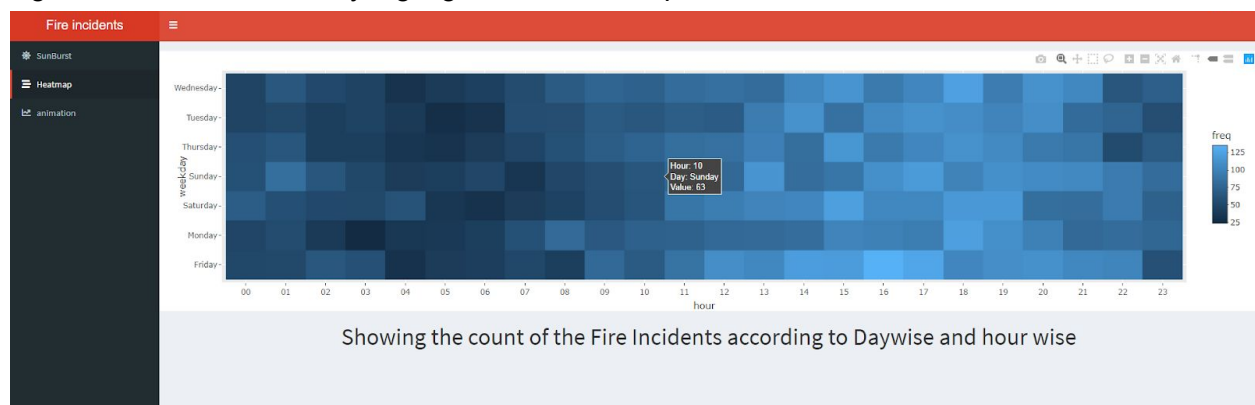 Fire incidents
SunBurst
Heatmap
animation
Wednesday
Tuesday
Thursday
Sunday
Saturday
Monday
Friday
weekday
Hour: 10
Day: Sunday
Value: 63
00 01 02 03 04 05 06 07 08 09 10 11 12 13 14 15 16 17 18 19 20 21 22 23
hour
freq
125
100
75
50
25
Showing the count of the Fire Incidents according to Daywise and hour wise